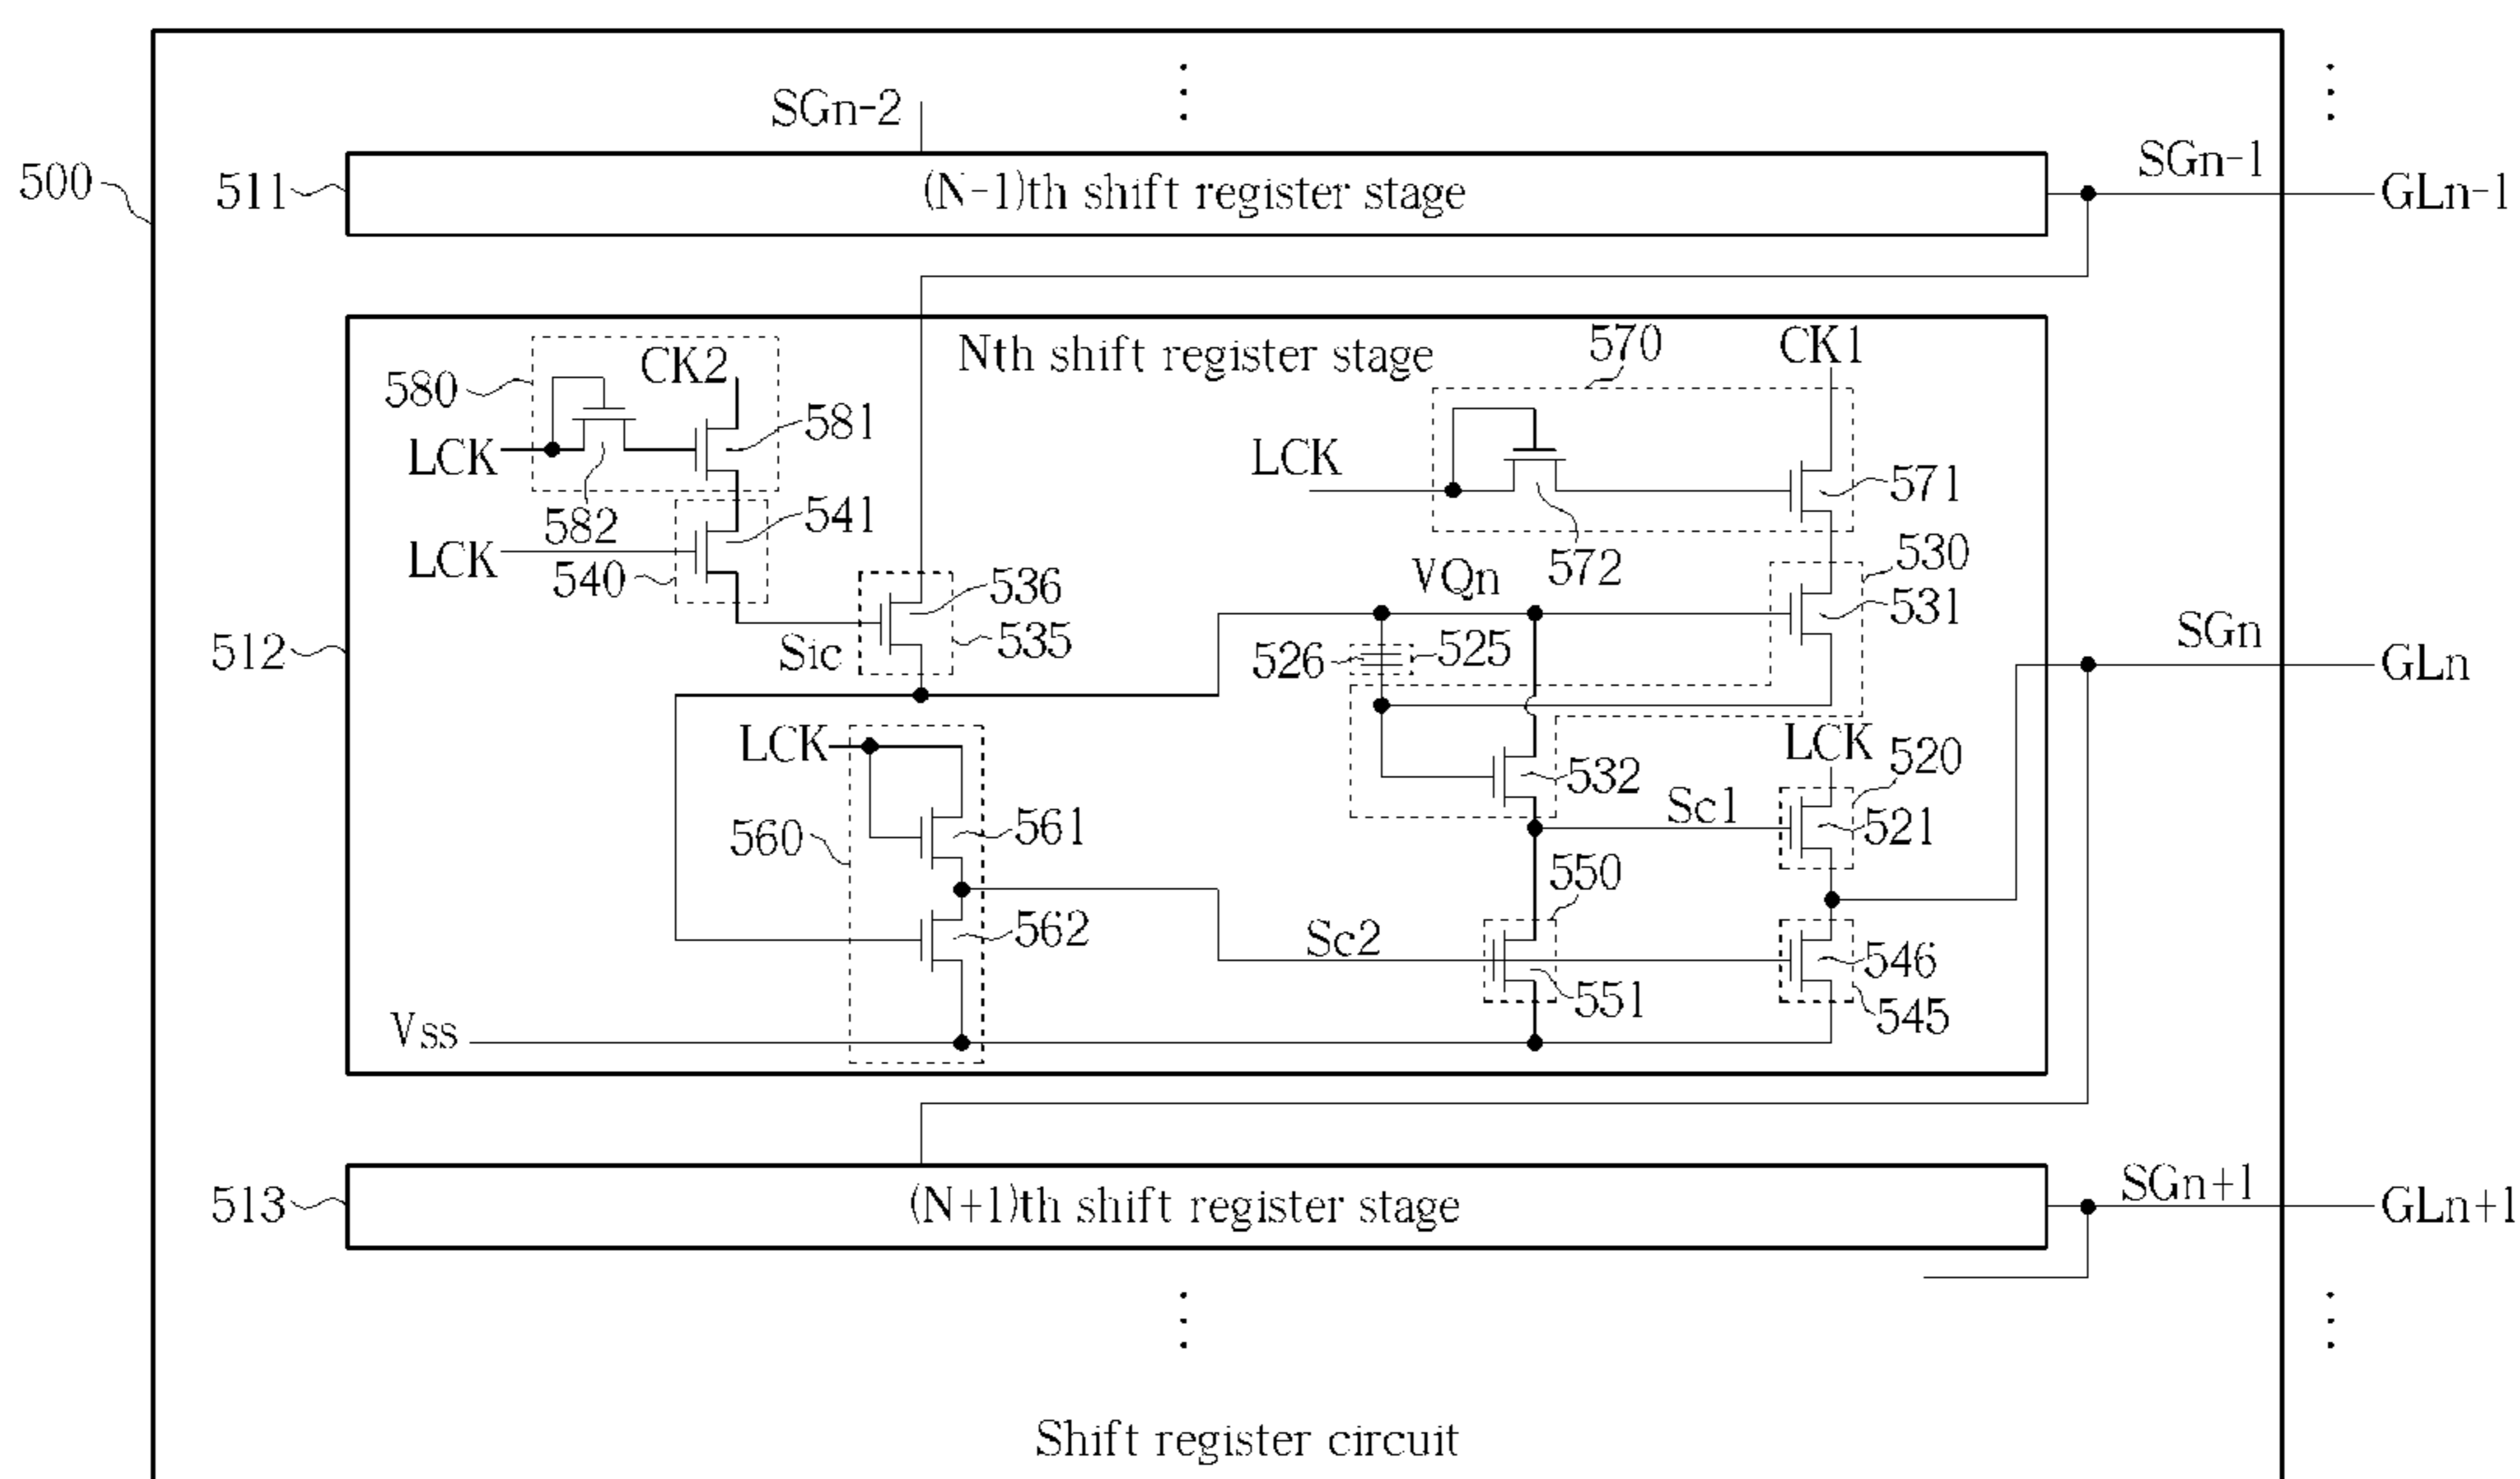 SGn-2
SGn-1
500
511
(N-1)th shift register stage
GLn-1
Nth shift register stage
570
CK1
CK2
580
581
LCK
LCK
571
582
541
LCK
540
572
530
VQn
536
531
SGn
512
Sic
535
526
525
GLn
LCK
LCK
520
532
Sc1
560
561
521
550
562
Sc2
546
551
545
Vss
513
(N+1)th shift register stage
SGn+1
GLn+1
Shift register circuit